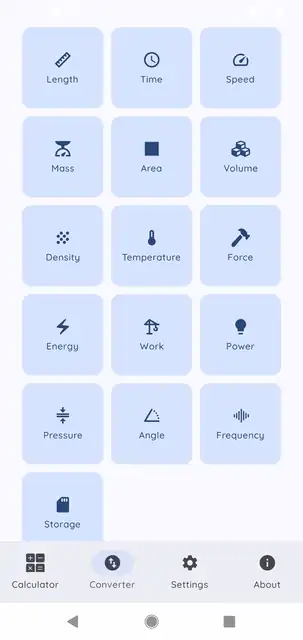 Length
Time
Speed
Mass
Area
Volume
Density
Temperature
Force
Energy
Work
Power
Pressure
Angle
Frequency
Storage
Calculator
Converter
Settings
About